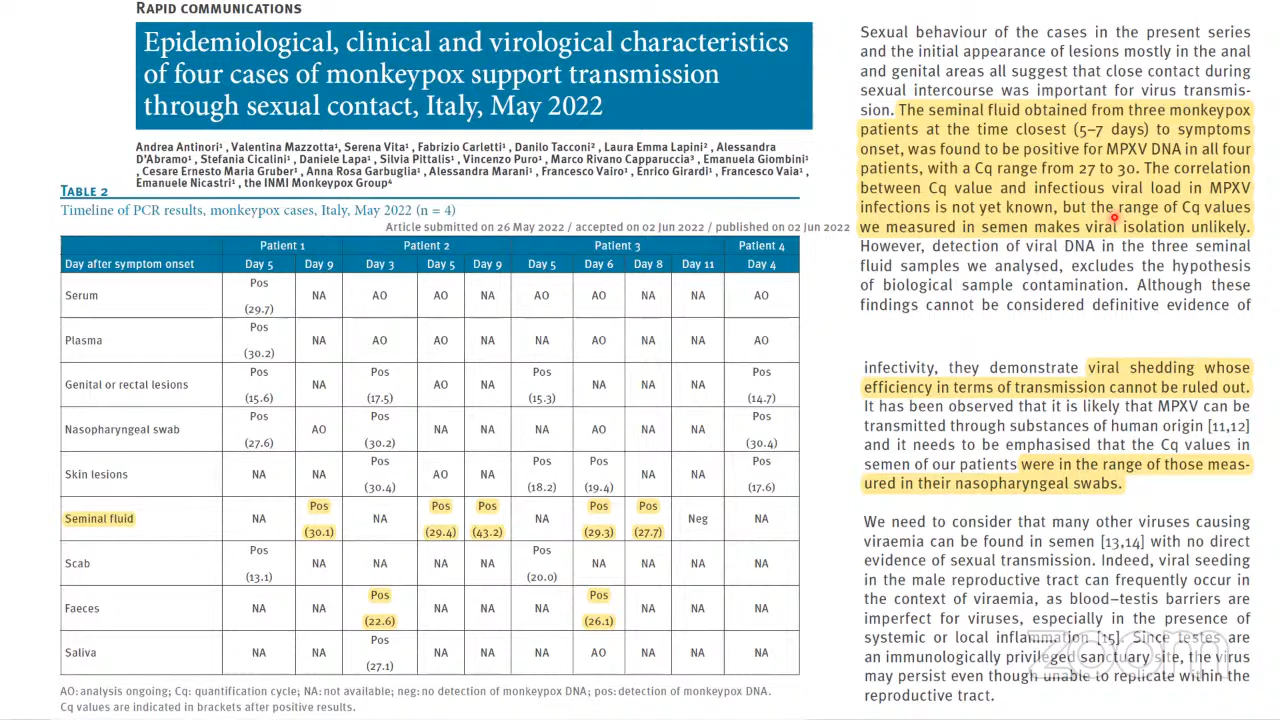 RAPID COMMUNICATIONS
Epidemiological, clinical and virological characteristics
of four cases of monkeypox support transmission
through sexual contact, Italy, May 2022
Andrea Antinori¹ , Valentina Mazzotta¹, Serena Vita¹ , Fabrizio Carletti¹ , Danilo Tacconi² , Laura Emma Lapini² , Alessandra
D'Abramo¹ , Stefania Cicalini¹ , Daniele Lapa¹ , Silvia Pittalis¹ , Vincenzo Puro¹ , Marco Rivano Capparuccia³ , Emanuela Giombini¹
, Cesare Ernesto Maria Gruber¹ , Anna Rosa Garbuglia¹ , Alessandra Marani¹ , Francesco Vairo¹ , Enrico Girardi¹ , Francesco Vaia¹ ,
Emanuele Nicastri¹ , the INMI Monkeypox Group⁴
TABLE 2
Timeline of PCR results, monkeypox cases, Italy, May 2022 (n = 4)
Article submitted on 26 May 2022 / accepted on 02 Jun 2022 / published on 02 Jun 2022
Patient 1 Patient 2 Patient 3 Patient 4
Day after symptom onset Day 5 Day 9 Day 3 Day 5 Day 9 Day 5 Day 6 Day 8 Day 11 Day 4
Serum Pos (29.7) NA AO AO NA AO AO NA NA AO
Plasma Pos (30.2) NA AO AO NA NA AO NA NA AO
Genital or rectal lesions Pos (15.6) NA Pos (17.5) AO NA Pos (15.3) NA NA NA Pos (14.7)
Nasopharyngeal swab Pos (27.6) AO Pos (30.2) NA NA NA AO NA NA Pos (30.4)
Skin lesions NA NA Pos (30.4) AO NA Pos (18.2) Pos (19.4) NA NA Pos (17.6)
Seminal fluid NA Pos (30.1) NA Pos (29.4) Pos (43.2) NA Pos (29.3) Pos (27.7) Neg NA
Scab Pos (13.1) NA NA NA NA Pos (20.0) NA NA NA NA
Faeces NA NA Pos (22.6) NA NA NA Pos (26.1) NA NA NA
Saliva NA NA Pos (27.1) NA NA NA AO NA NA NA
AO: analysis ongoing; Cq: quantification cycle; NA: not available; neg: no detection of monkeypox DNA; pos: detection of monkeypox DNA.
Cq values are indicated in brackets after positive results.
Sexual behaviour of the cases in the present series
and the initial appearance of lesions mostly in the anal
and genital areas all suggest that close contact during
sexual intercourse was important for virus transmis-
sion. The seminal fluid obtained from three monkeypox
patients at the time closest (5–7 days) to symptoms
onset, was found to be positive for MPXV DNA in all four
patients, with a Cq range from 27 to 30. The correlation
between Cq value and infectious viral load in MPXV
infections is not yet known, but the range of Cq values
we measured in semen makes viral isolation unlikely.
However, detection of viral DNA in the three seminal
fluid samples we analysed, excludes the hypothesis
of biological sample contamination. Although these
findings cannot be considered definitive evidence of
infectivity, they demonstrate viral shedding whose
efficiency in terms of transmission cannot be ruled out.
It has been observed that it is likely that MPXV can be
transmitted through substances of human origin [11,12]
and it needs to be emphasised that the Cq values in
semen of our patients were in the range of those meas-
ured in their nasopharyngeal swabs.
We need to consider that many other viruses causing
viraemia can be found in semen [13,14] with no direct
evidence of sexual transmission. Indeed, viral seeding
in the male reproductive tract can frequently occur in
the context of viraemia, as blood–testis barriers are
imperfect for viruses, especially in the presence of
systemic or local inflammation [15]. Since testes are
an immunologically privileged sanctuary site, the virus
may persist even though unable to replicate within the
reproductive tract.
zoom